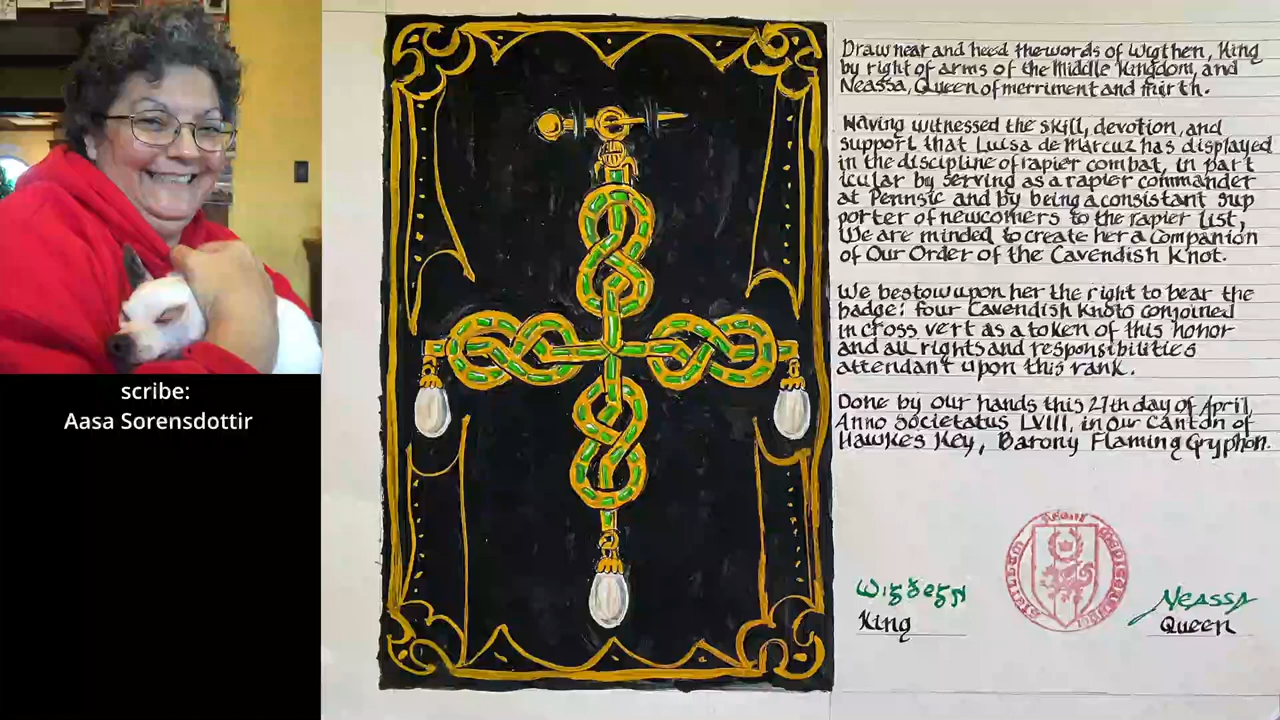 scribe:
Aasa Sorensdottir
Draw near and heed the words of Wigthen, King
by right of arms of the Middle Kingdom, and
Neassa, Queen of merriment and mirth.
Having witnessed the skill, devotion, and
support that Luisa de Marcuz has displayed
in the discipline of rapier combat, in part
icular by serving as a rapier commander
at Pennsic and by being a consistant sup
porter of newcomers to the rapier list,
We are minded to create her a Companion
of Our Order of the Cavendish Knot.
We bestow upon her the right to bear the
badge: four Cavendish Knots conjoined
in cross vert as a token of this honor
and all rights and responsibilities
attendant upon this rank.
Done by our hands this 27th day of April,
Anno Societatus LVIII, in our canton of
Hawkes Key, Barony Flaming Gryphon.
NEASSA
King
Queen